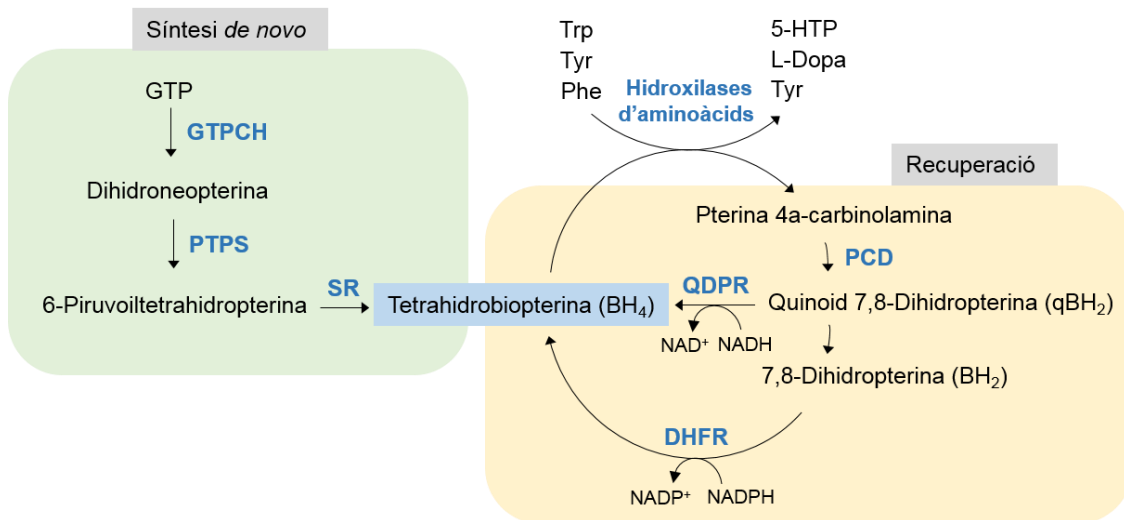 Síntesi de novo
GTP
GTPCH
Dihidroneopterina
PTPS
6-Piruvoiltetrahidropterina
SR
Tetrahidrobiopterina (BH₄)
Trp
Tyr
Phe
Hidroxilases
d'aminoàcids
5-HTP
L-Dopa
Tyr
Recuperació
Pterina 4a-carbinolamina
PCD
QDPR
Quinoid 7,8-Dihidropterina (qBH₂)
NAD⁺
NADH
7,8-Dihidropterina (BH₂)
DHFR
NADP⁺
NADPH